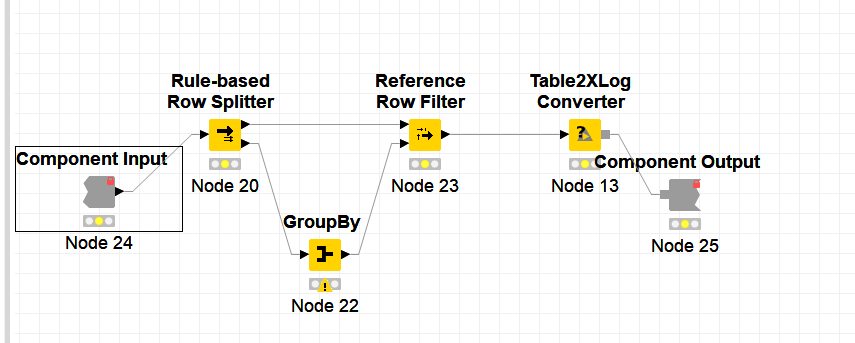 Rule-based
Row Splitter
Reference
Row Filter
Table2XLog
Converter
Component Input
Component Output
Node 20
Node 23
Node 13
GroupBy
Node 24
Node 25
Node 22